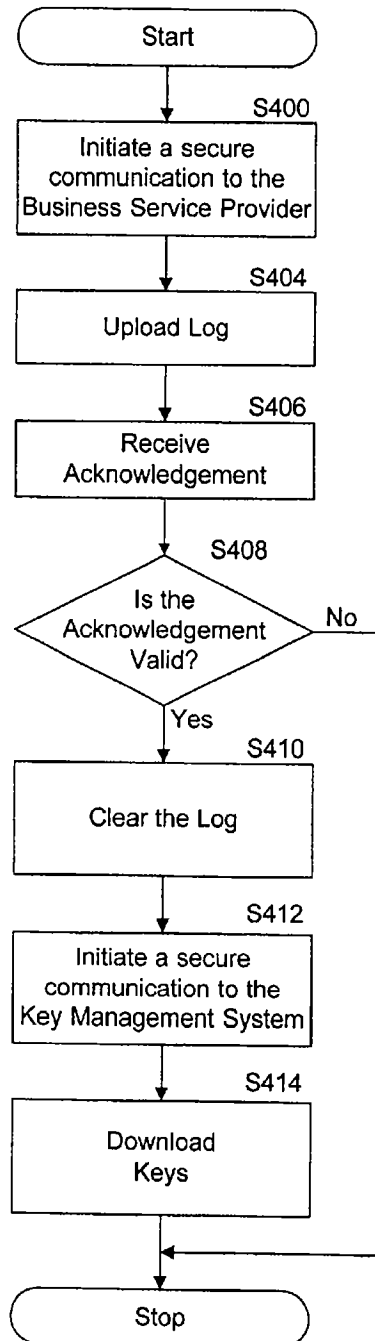 Start
S400
Initiate a secure
communication to the
Business Service Provider
S404
Upload Log
S406
Receive
Acknowledgement
S408
Is the
Acknowledgement
Valid?
No
Yes
S410
Clear the Log
S412
Initiate a secure
communication to the
Key Management System
S414
Download
Keys
Stop